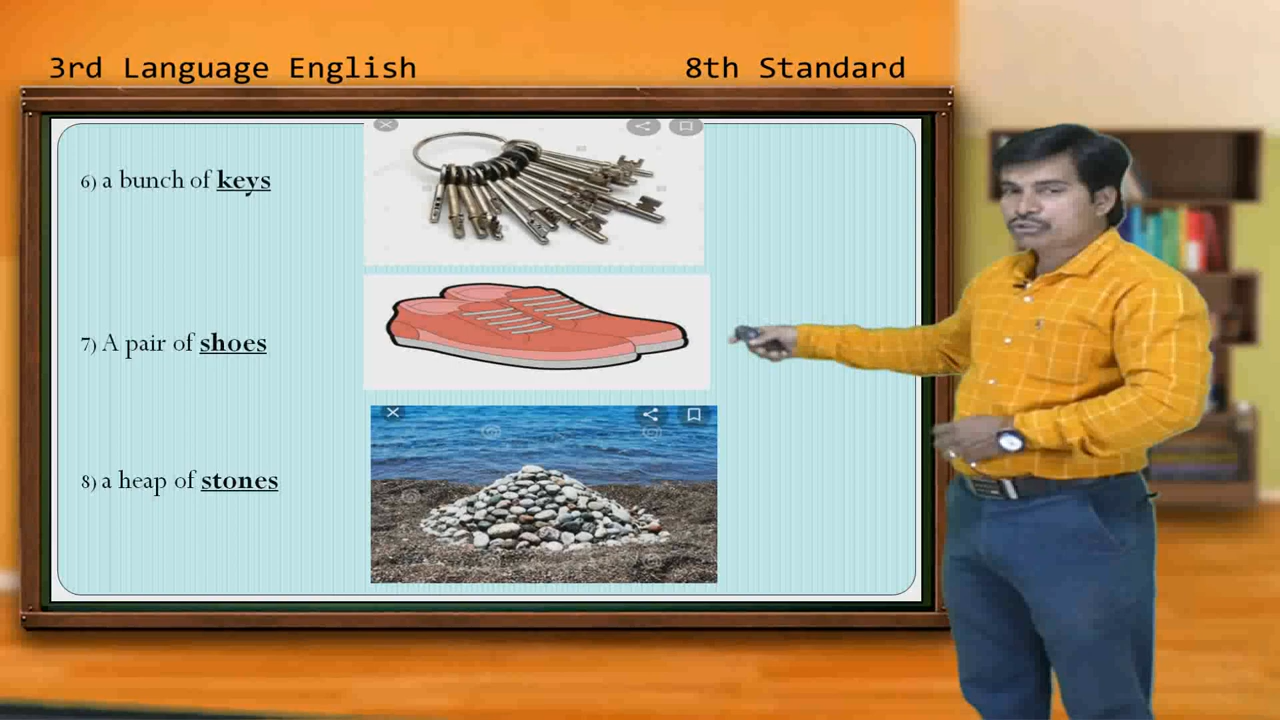 3rd Language English 8th Standard
6) a bunch of keys
7) A pair of shoes
8) a heap of stones